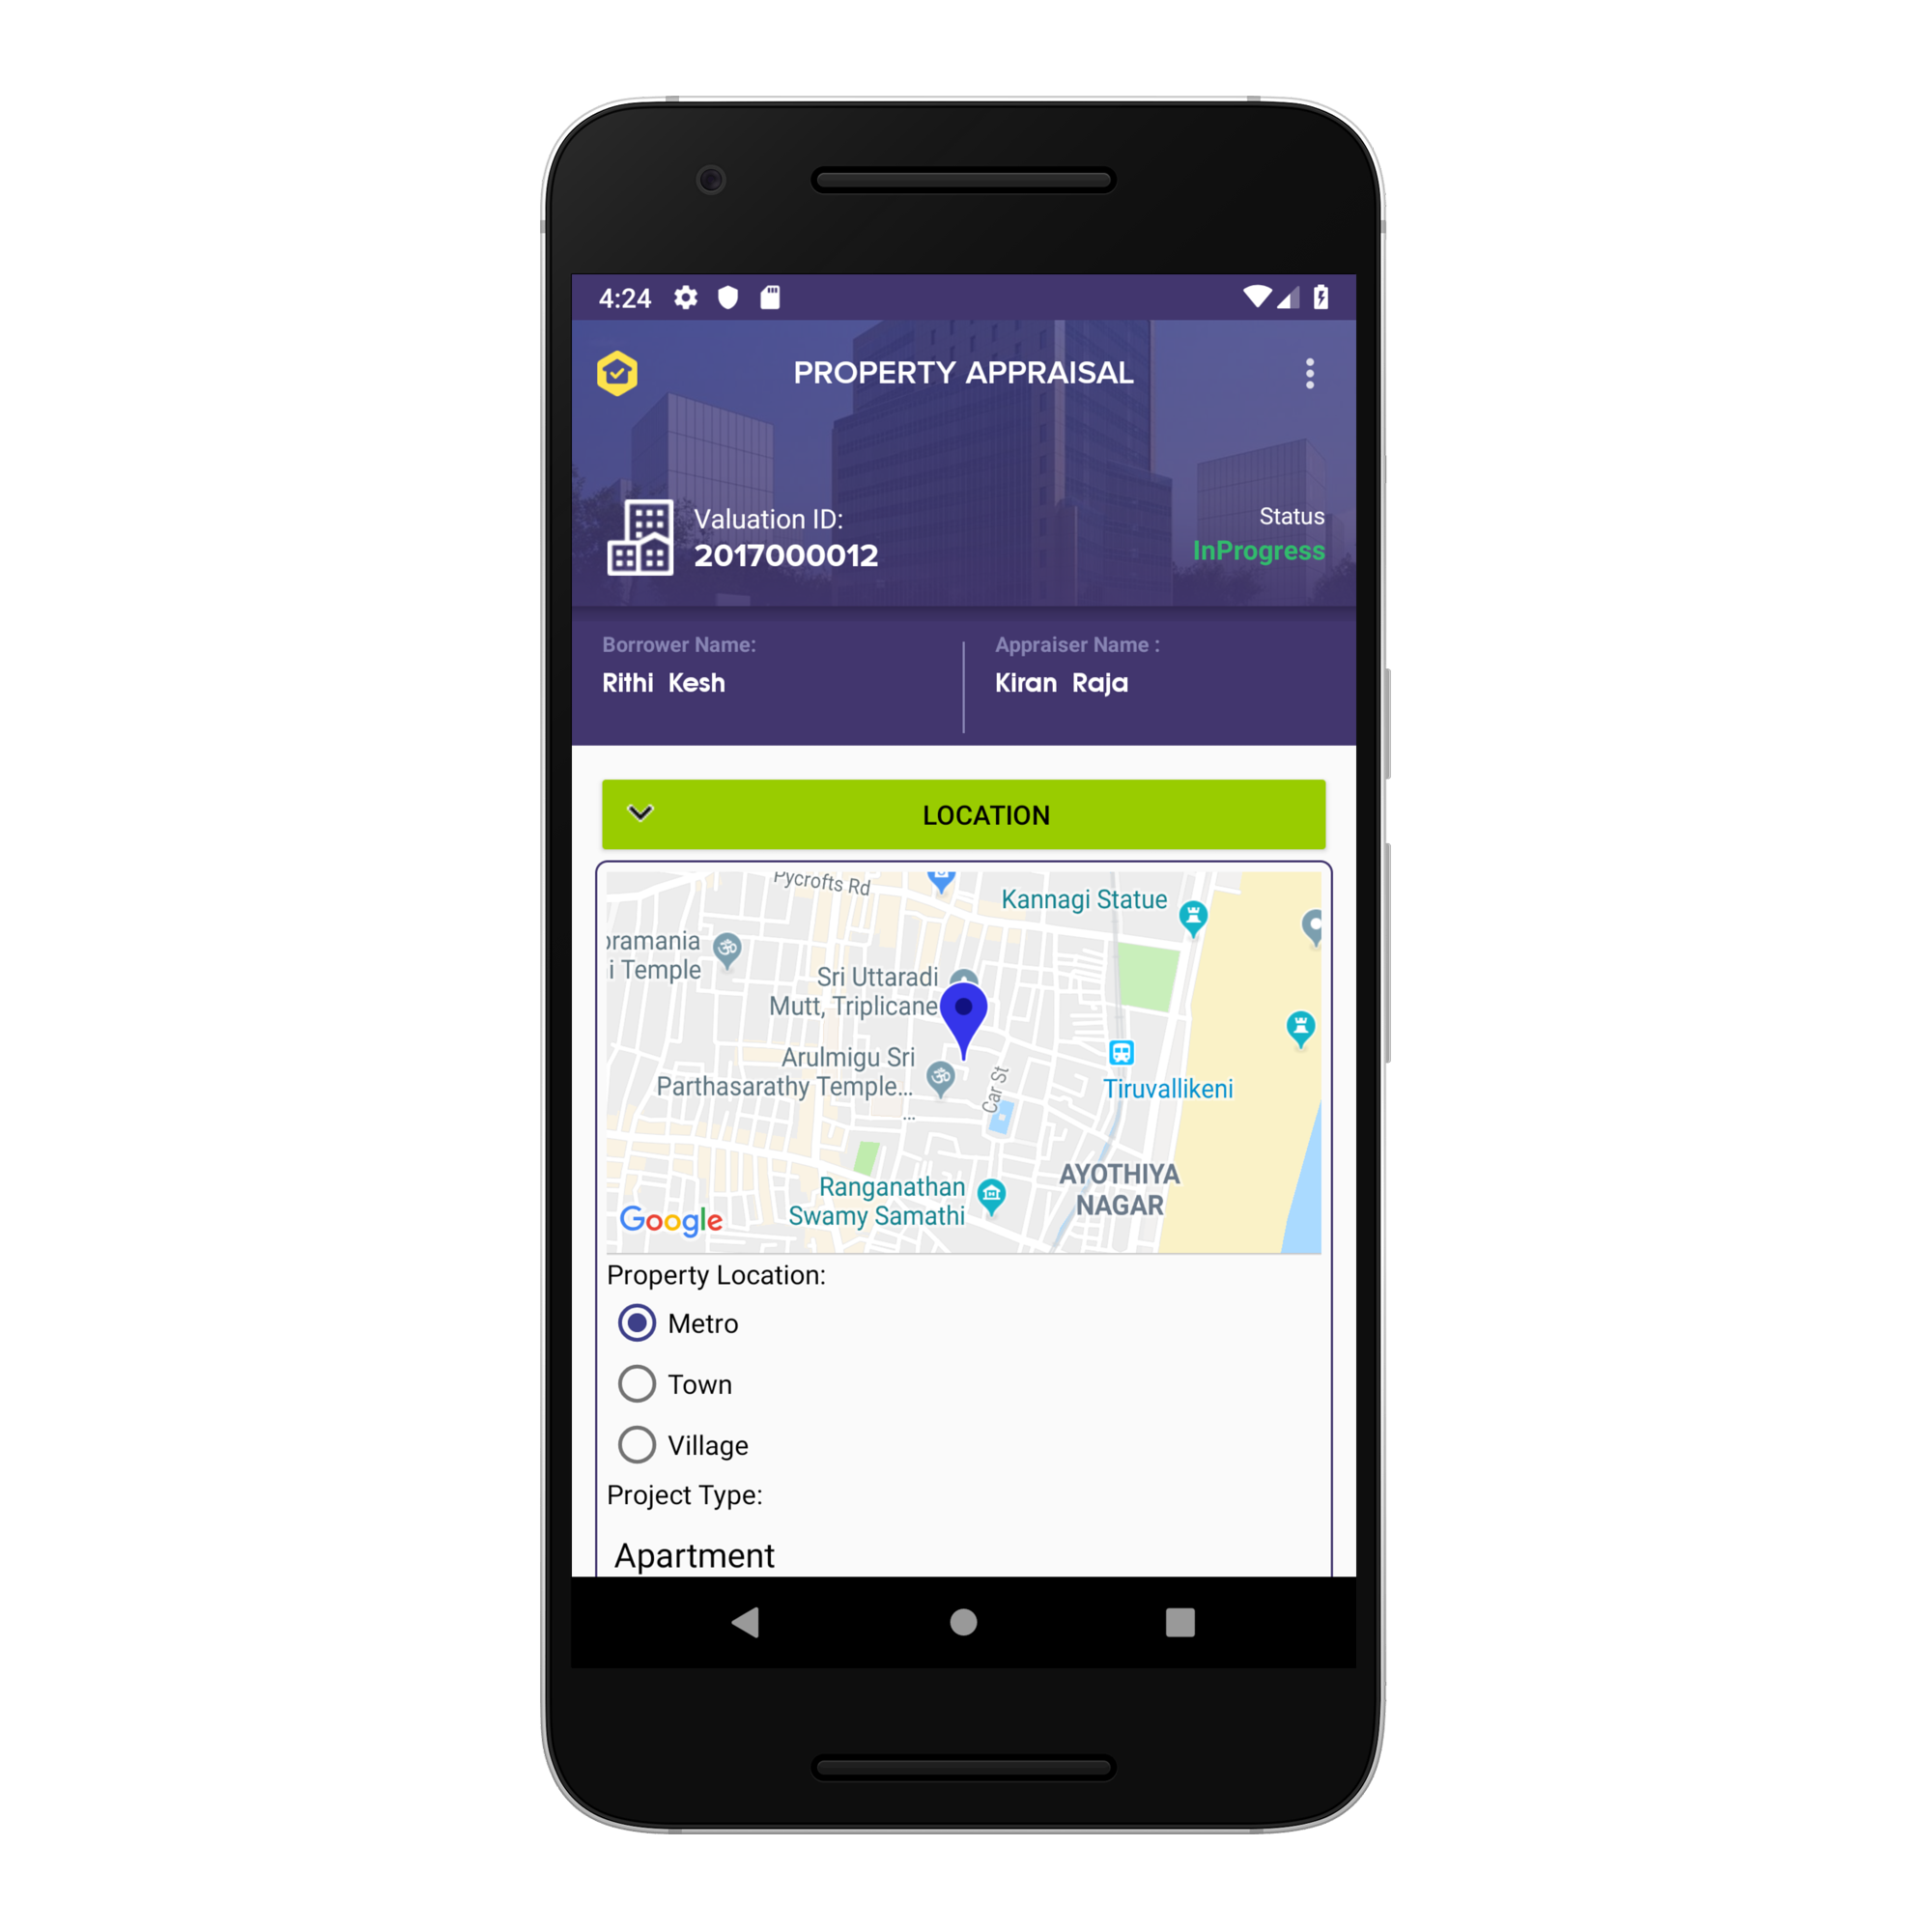 4:24
PROPERTY APPRAISAL
Valuation ID:
2017000012
Status
InProgress
Borrower Name:
Rithi Kesh
Appraiser Name :
Kiran Raja
LOCATION
Pycrofts Rd
Kannagi Statue
oramania
i Temple
Sri Uttaradi
Mutt, Triplicane
Arulmigu Sri
Parthasarathy Temple...
...
Car St
Tiruvallikeni
AYOTHIYA
NAGAR
Ranganathan
Swamy Samathi
Google
Property Location:
Metro
Town
Village
Project Type:
Apartment